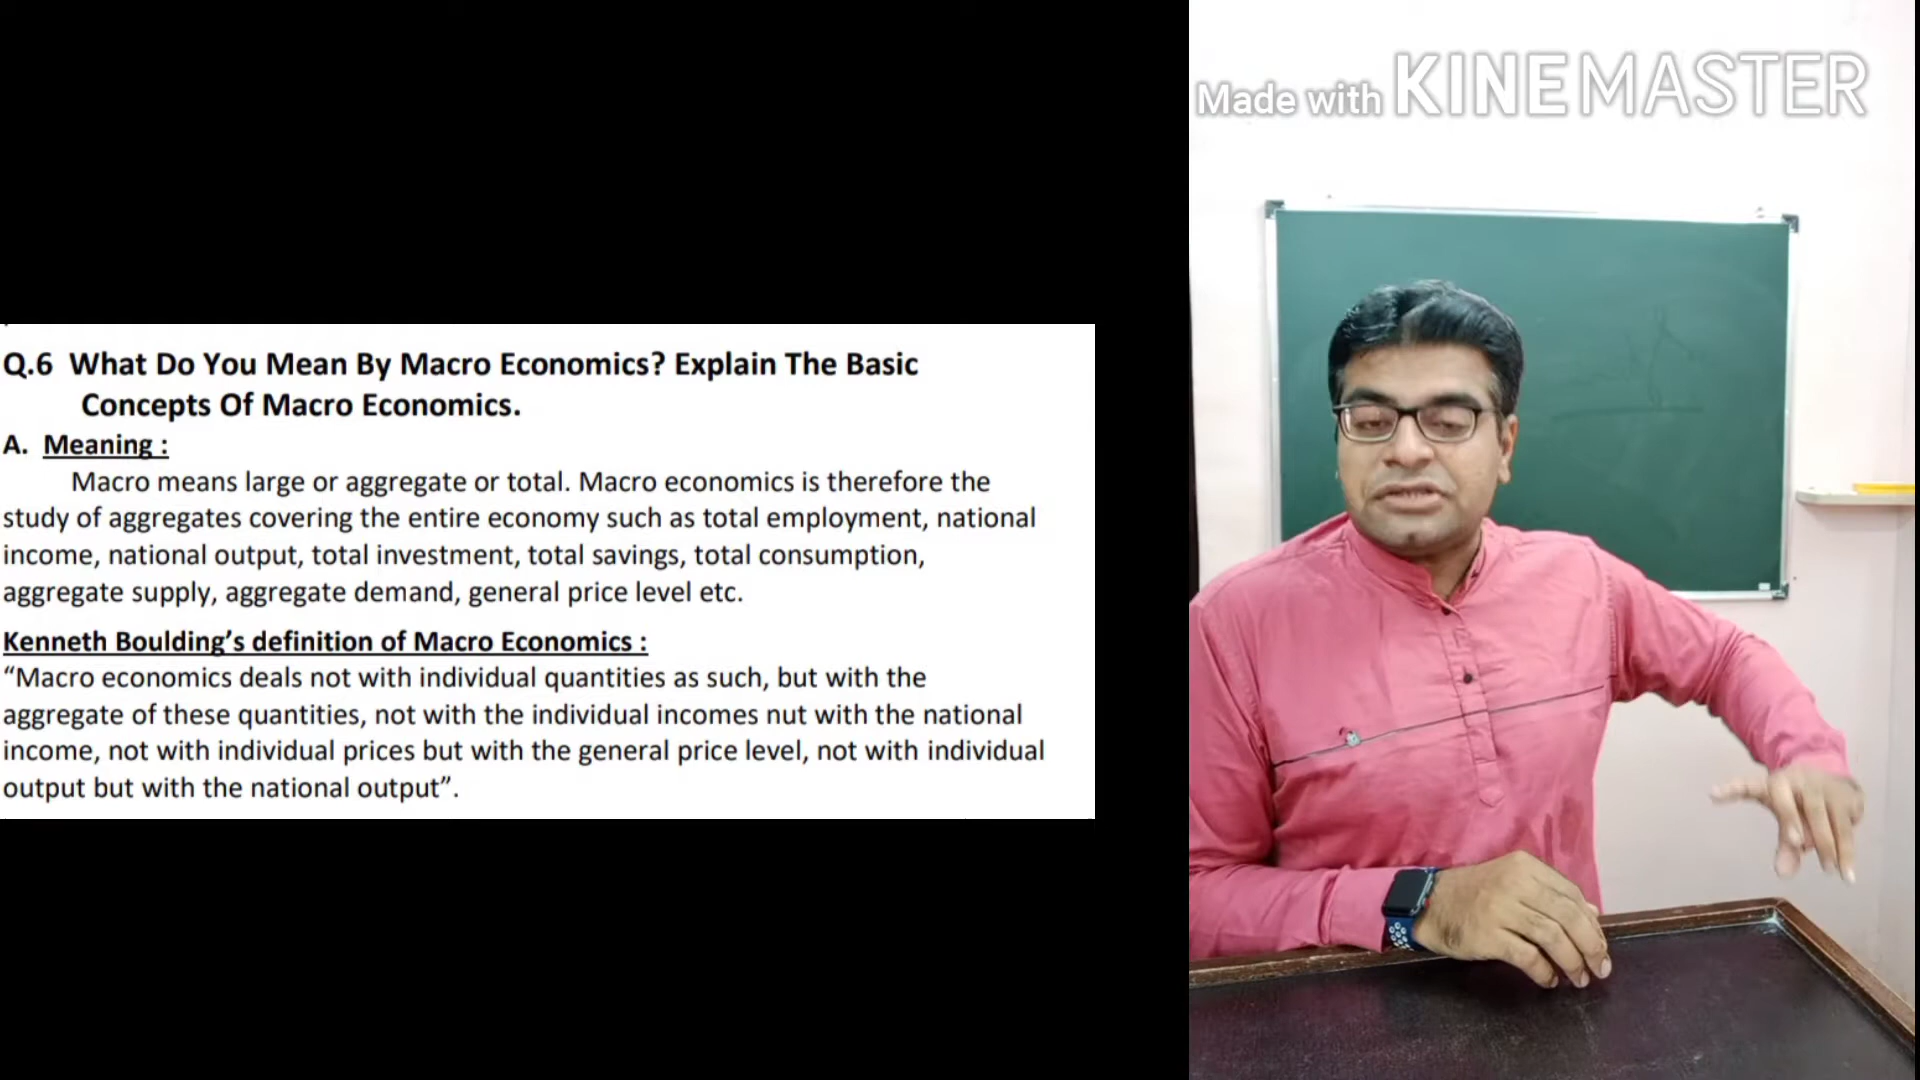 Made with KINEMASTER
Q.6 What Do You Mean By Macro Economics? Explain The Basic
Concepts Of Macro Economics.
A. Meaning :
Macro means large or aggregate or total. Macro economics is therefore the
study of aggregates covering the entire economy such as total employment, national
income, national output, total investment, total savings, total consumption,
aggregate supply, aggregate demand, general price level etc.
Kenneth Boulding’s definition of Macro Economics :
“Macro economics deals not with individual quantities as such, but with the
aggregate of these quantities, not with the individual incomes nut with the national
income, not with individual prices but with the general price level, not with individual
output but with the national output”.